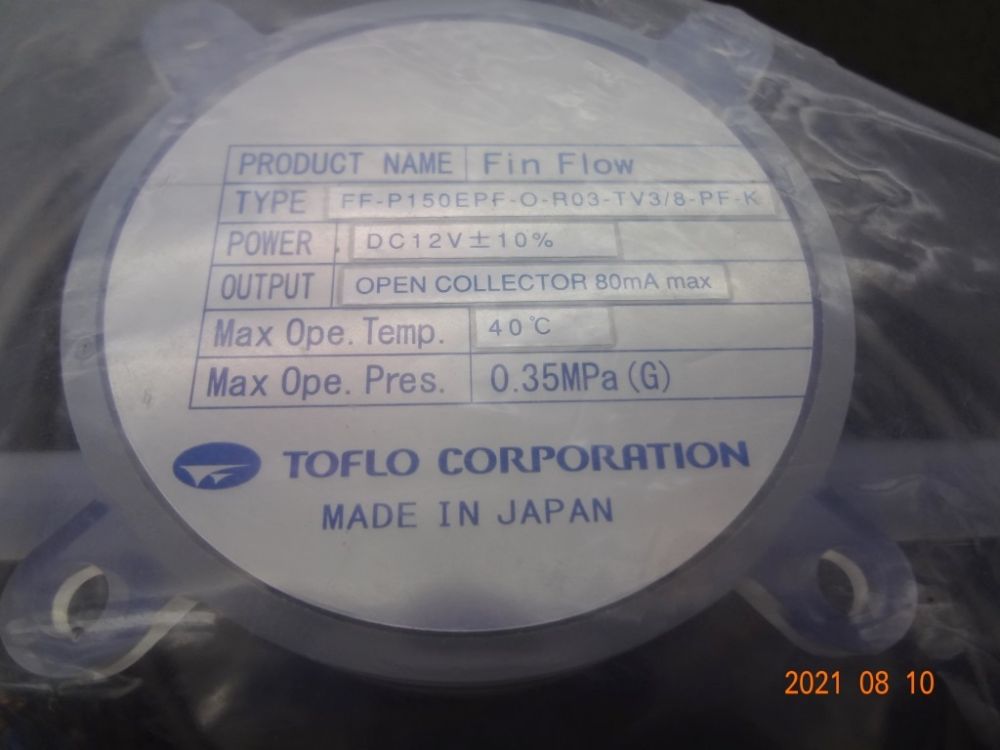 PRODUCT NAME Fin Flow
TYPE FF-P150EPF-O-R03-TV3/8-PF-K
POWER DC12V±10%
OUTPUT OPEN COLLECTOR 80mA max
Max Ope. Temp. 40℃
Max Ope. Pres. 0.35MPa (G)
TOFLO CORPORATION
MADE IN JAPAN
2021 08 10